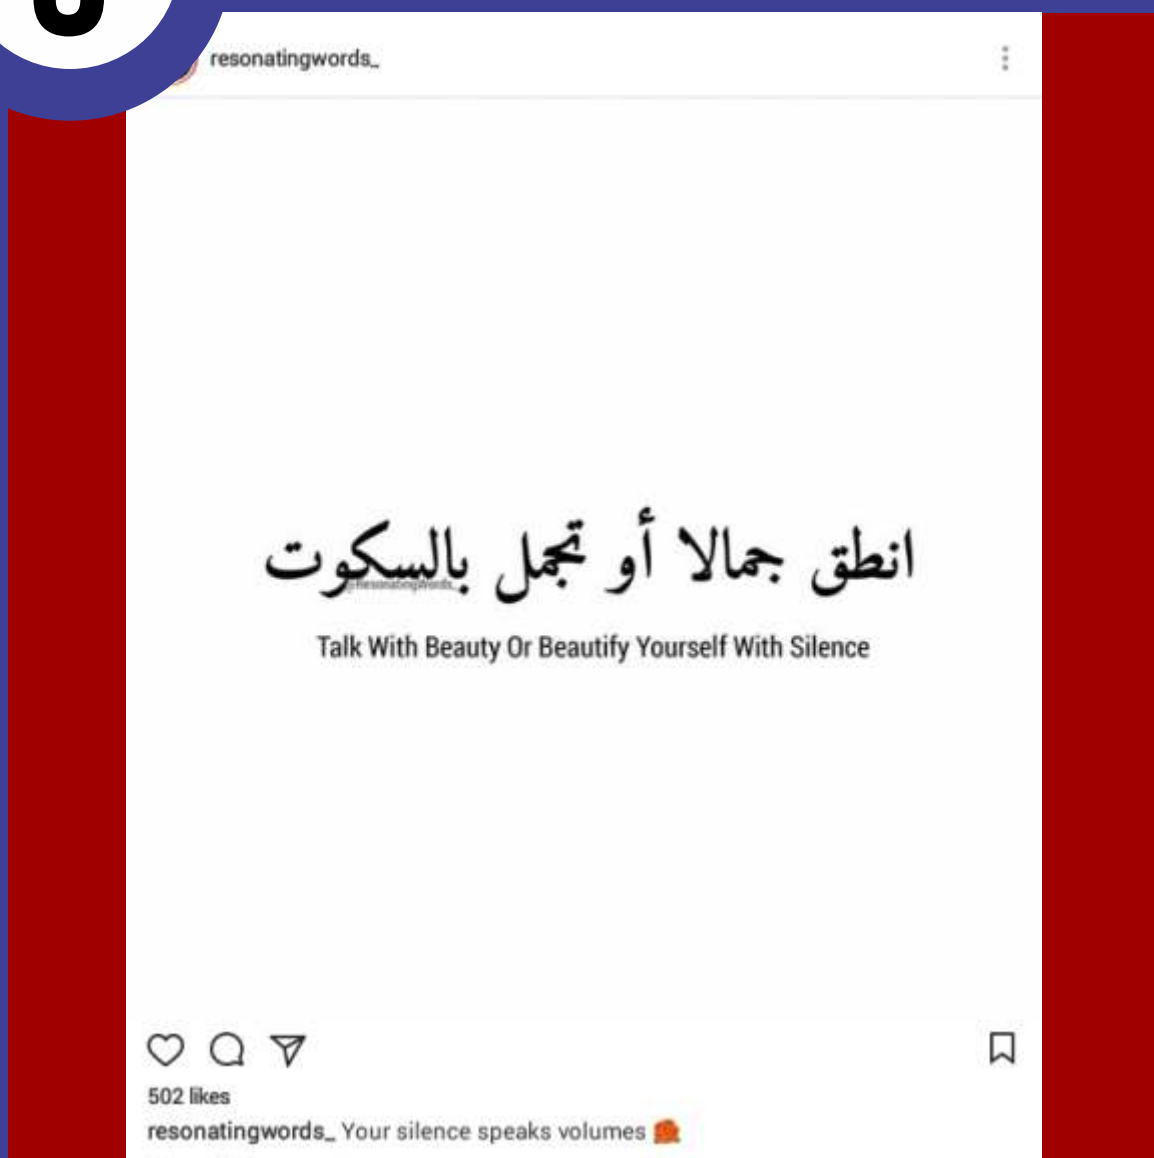 resonatingwords_
انطق جمالا أو تجمل بالسكوت
@ResonatingWords_
Talk With Beauty Or Beautify Yourself With Silence
502 likes
resonatingwords_ Your silence speaks volumes